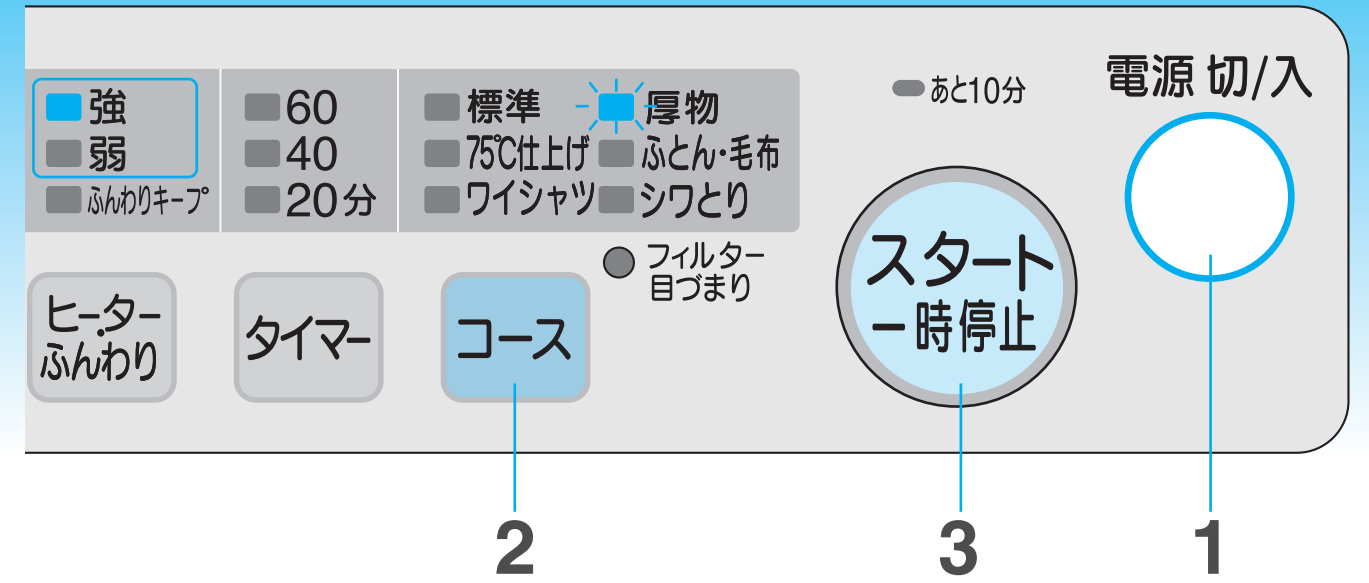 強
弱
ふんわりキープ
60
40
20分
標準
75℃仕上げ
ワイシャツ
厚物
ふとん・毛布
シワとり
あと10分
電源 切/入
フィルター
目づまり
ヒーター
ふんわり
タイマー
コース
スタート
一時停止
2
3
1